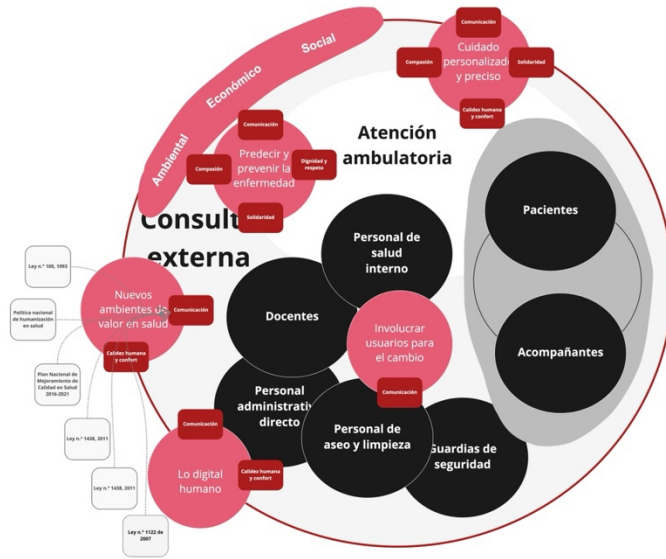 Ambiental
Económico
Social
Comunicación
Cuidado
personalizado
y preciso
Compasión
Solidaridad
Calidez humana
y confort
Comunicación
Predecir y
prevenir la
enfermedad
Compasión
Dignidad y
respeto
Solidaridad
Atención
ambulatoria
Consult
externa
Pacientes
Acompañantes
Personal de
salud
interno
Docentes
Involucrar
usuarios para
el cambio
Comunicación
Personal
administrativ
directo
Personal de
aseo y limpieza
Guardias de
seguridad
Nuevos
ambientes de
valor en salud
Comunicación
Calidez humana
y confort
Comunicación
Lo digital
humano
Calidez humana
y confort
Ley n.° 100, 1993
Política
nacional de
humanización
en salud
Plan Nacional de
Mejoramiento de
Calidad en Salud
2016-2021
Ley n.° 1438, 2011
Ley n.° 1438, 2011
Ley n.° 1122 de
2007